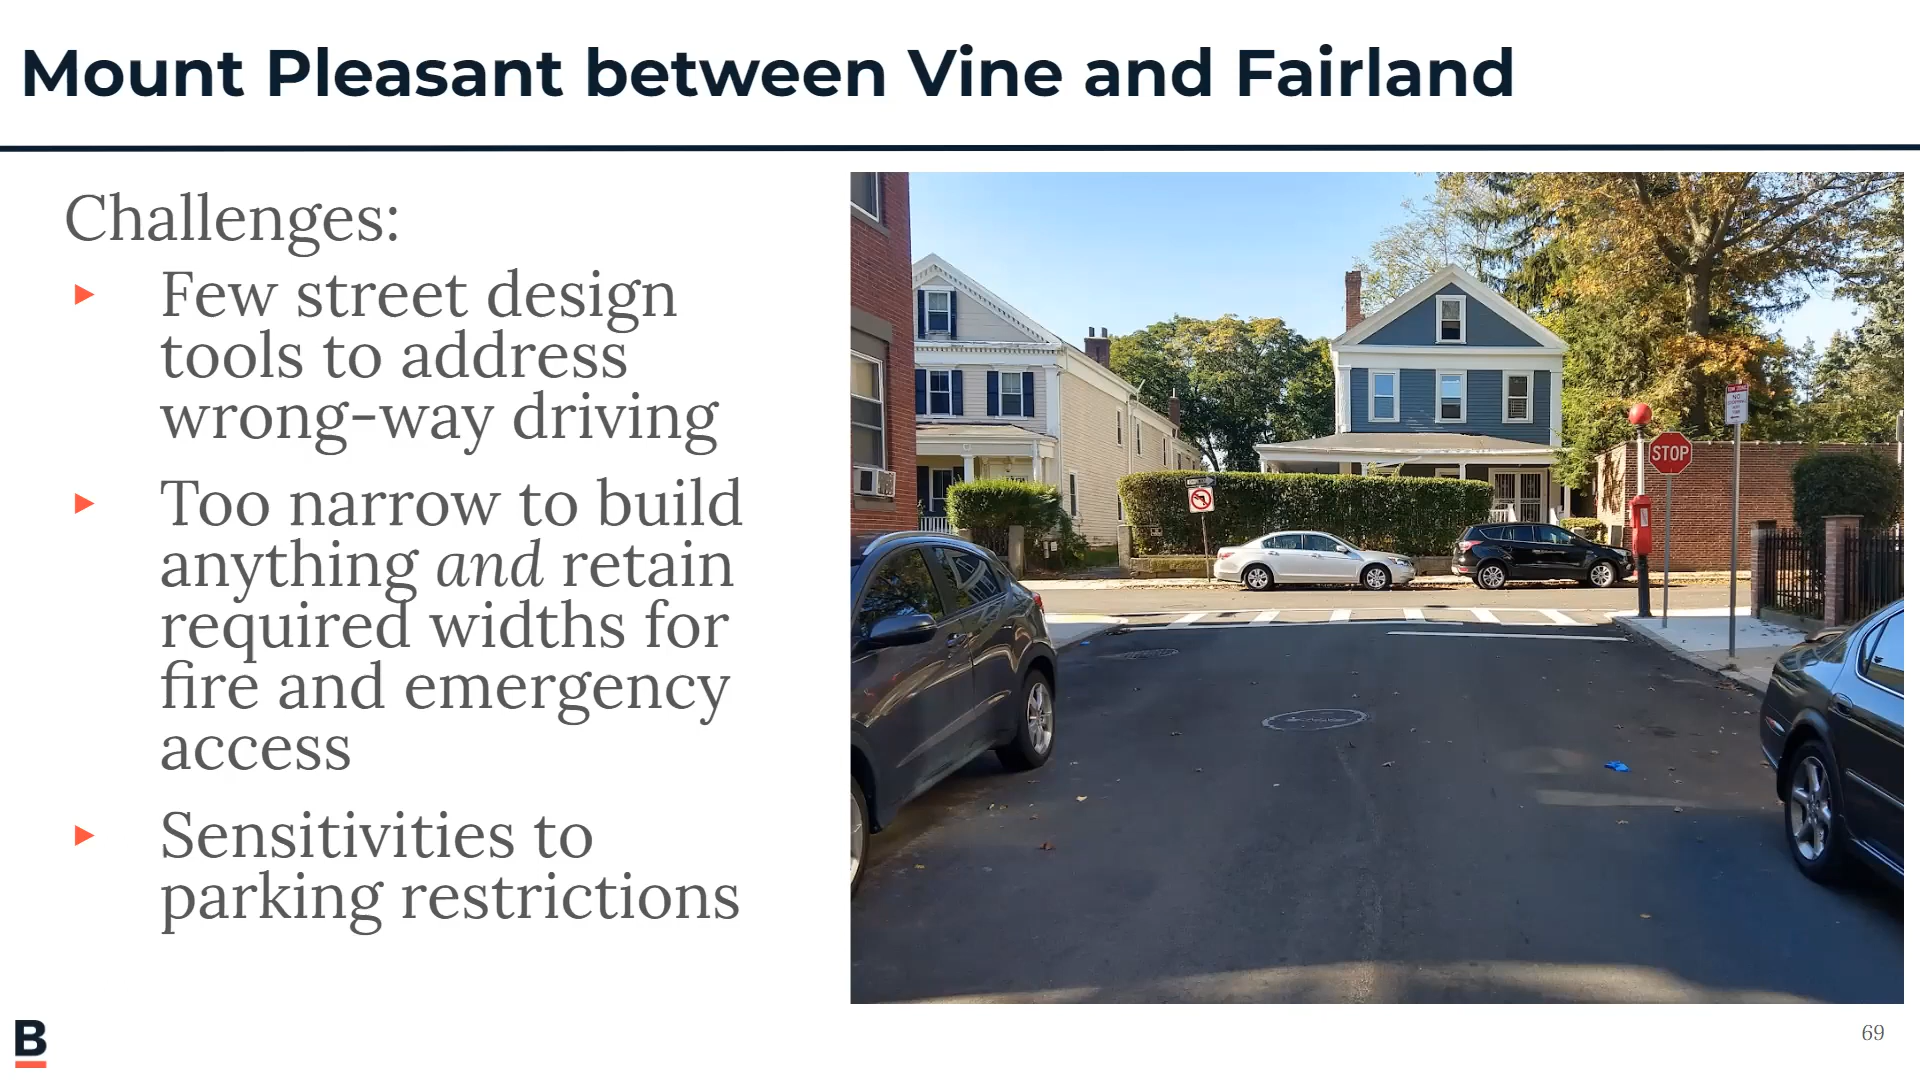 Mount Pleasant between Vine and Fairland
Challenges:
▸ Few street design
tools to address
wrong-way driving
▸ Too narrow to build
anything and retain
required widths for
fire and emergency
access
▸ Sensitivities to
parking restrictions
STOP
NO
B
69